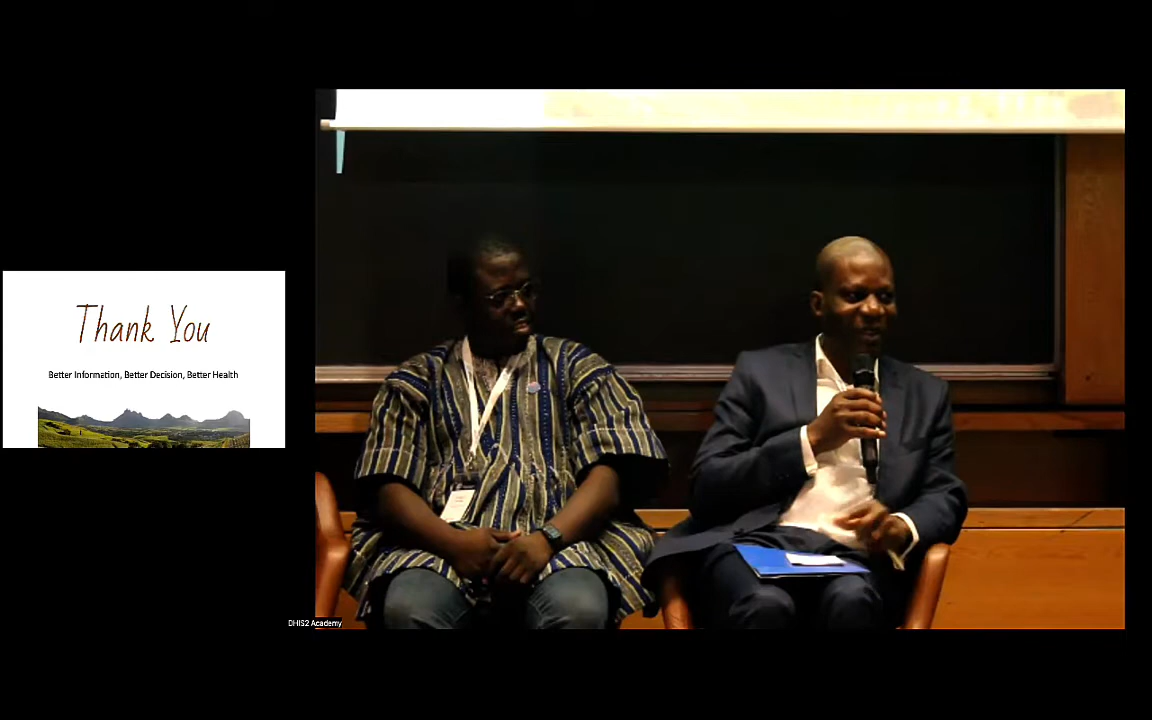 Thank You
Better Information, Better Decision, Better Health
DHIS2 Academy